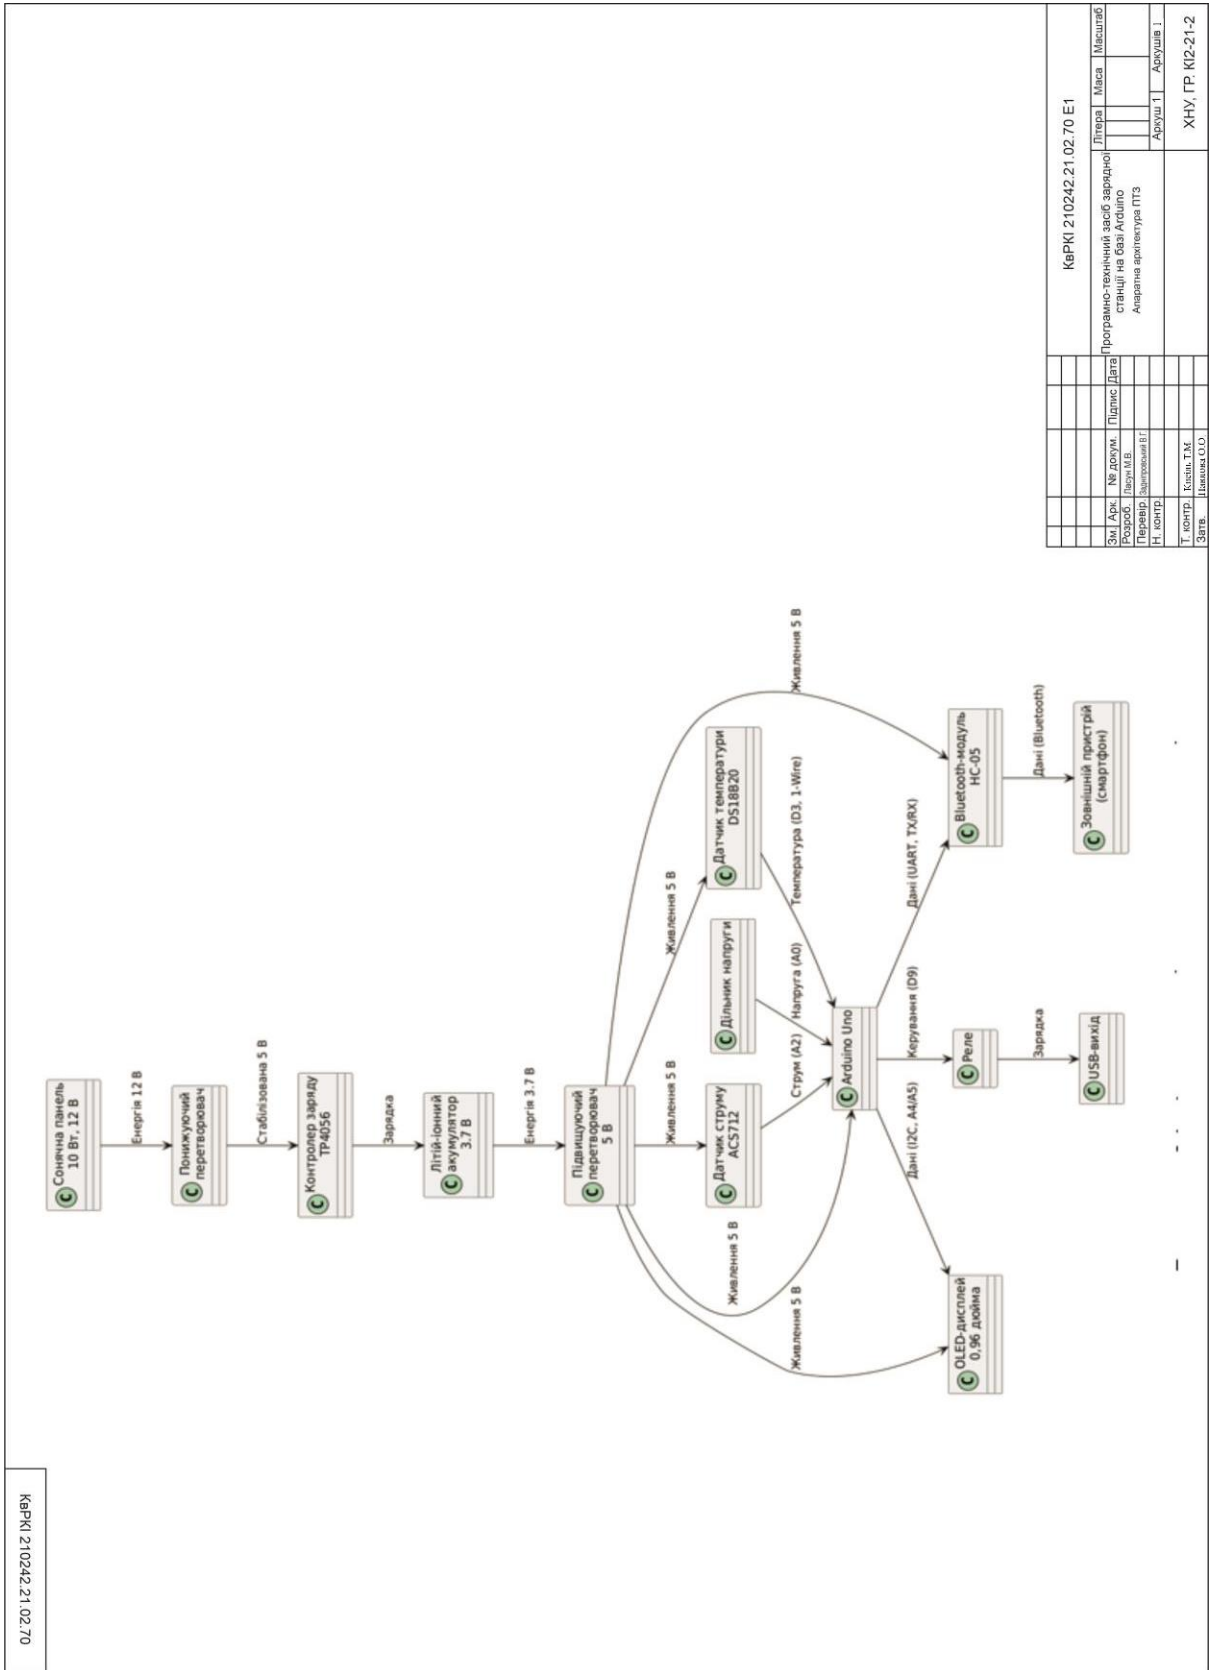 КвРКІ 210242.21.02.70
Сонячна панель
10 Вт, 12 В
Енергія 12 В
Понижуючий
перетворювач
Стабілізована 5 В
Контролер заряду
TP4056
Зарядка
Літій-іонний
акумулятор
3.7 В
Енергія 3.7 В
Підвищуючий
перетворювач
5 В
Живлення 5 В
Живлення 5 В
Живлення 5 В
Живлення 5 В
Живлення 5 В
Датчик струму
ACS712
Дільник напруги
Датчик температури
DS18B20
Струм (A2)
Напруга (A0)
Температура (D3, 1-Wire)
Arduino Uno
Дані (I2C, A4/A5)
Керування (D9)
Дані (UART, TX/RX)
OLED-дисплей
0,96 дюйма
Реле
Bluetooth-модуль
HC-05
Зарядка
Дані (Bluetooth)
USB-вихід
Зовнішній пристрій
(смартфон)
КвРКІ 210242.21.02.70 Е1
Зм. Арк. № докум. Підпис Дата
Розроб. Пасун М.В.
Перевір.
Н. контр.
Т. контр. Т.М.
Затв. О.О.
Програмно-технічний засіб зарядної
станції на базі Arduino
Апаратна архітектура ПТЗ
Літера Маса Масштаб
Аркуш 1 Аркушів 1
ХНУ, ГР. КІ2-21-2